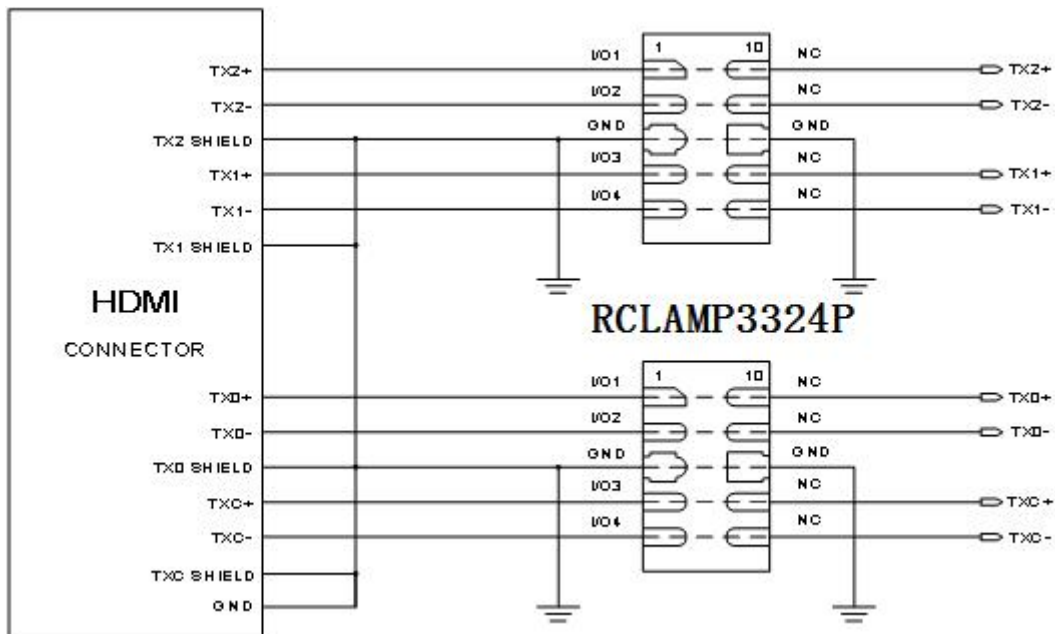 I/O1 1 10 NC
TX2+ TX2+
I/O2 NC
TX2- TX2-
GND GND
TX2 SHIELD
I/O3 NC
TX1+ TX1+
I/O4 NC
TX1- TX1-
TX1 SHIELD
HDMI
RCLAMP3324P
CONNECTOR
I/O1 1 10 NC
TX0+ TX0+
I/O2 NC
TX0- TX0-
GND GND
TX0 SHIELD
I/O3 NC
TXC+ TXC+
I/O4 NC
TXC- TXC-
TXC SHIELD
GND